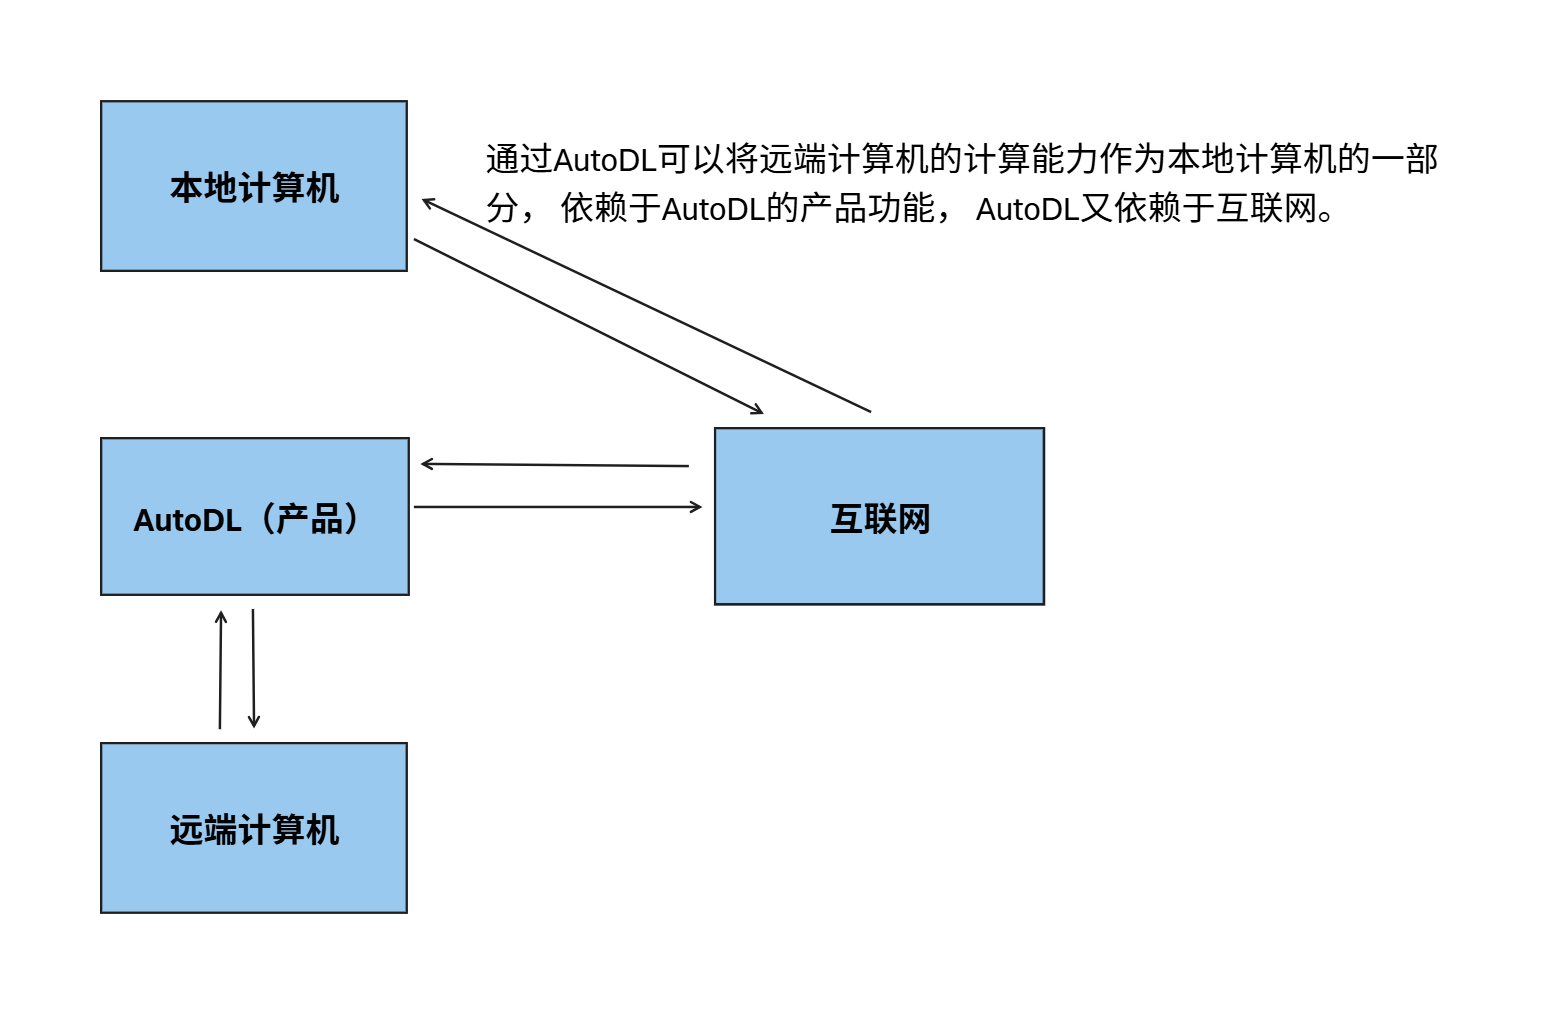 本地计算机
通过AutoDL可以将远端计算机的计算能力作为本地计算机的一部
分， 依赖于AutoDL的产品功能， AutoDL又依赖于互联网。
AutoDL（产品）
互联网
远端计算机